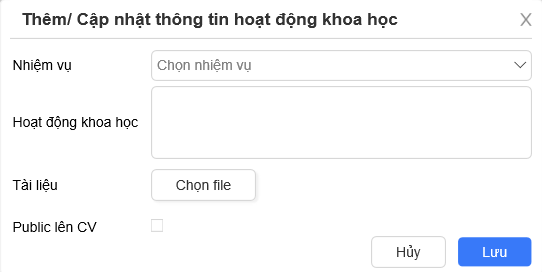 Thêm/ Cập nhật thông tin hoạt động khoa học X
Nhiệm vụ Chọn nhiệm vụ
Hoạt động khoa học
Tài liệu Chọn file
Public lên CV
Hủy Lưu